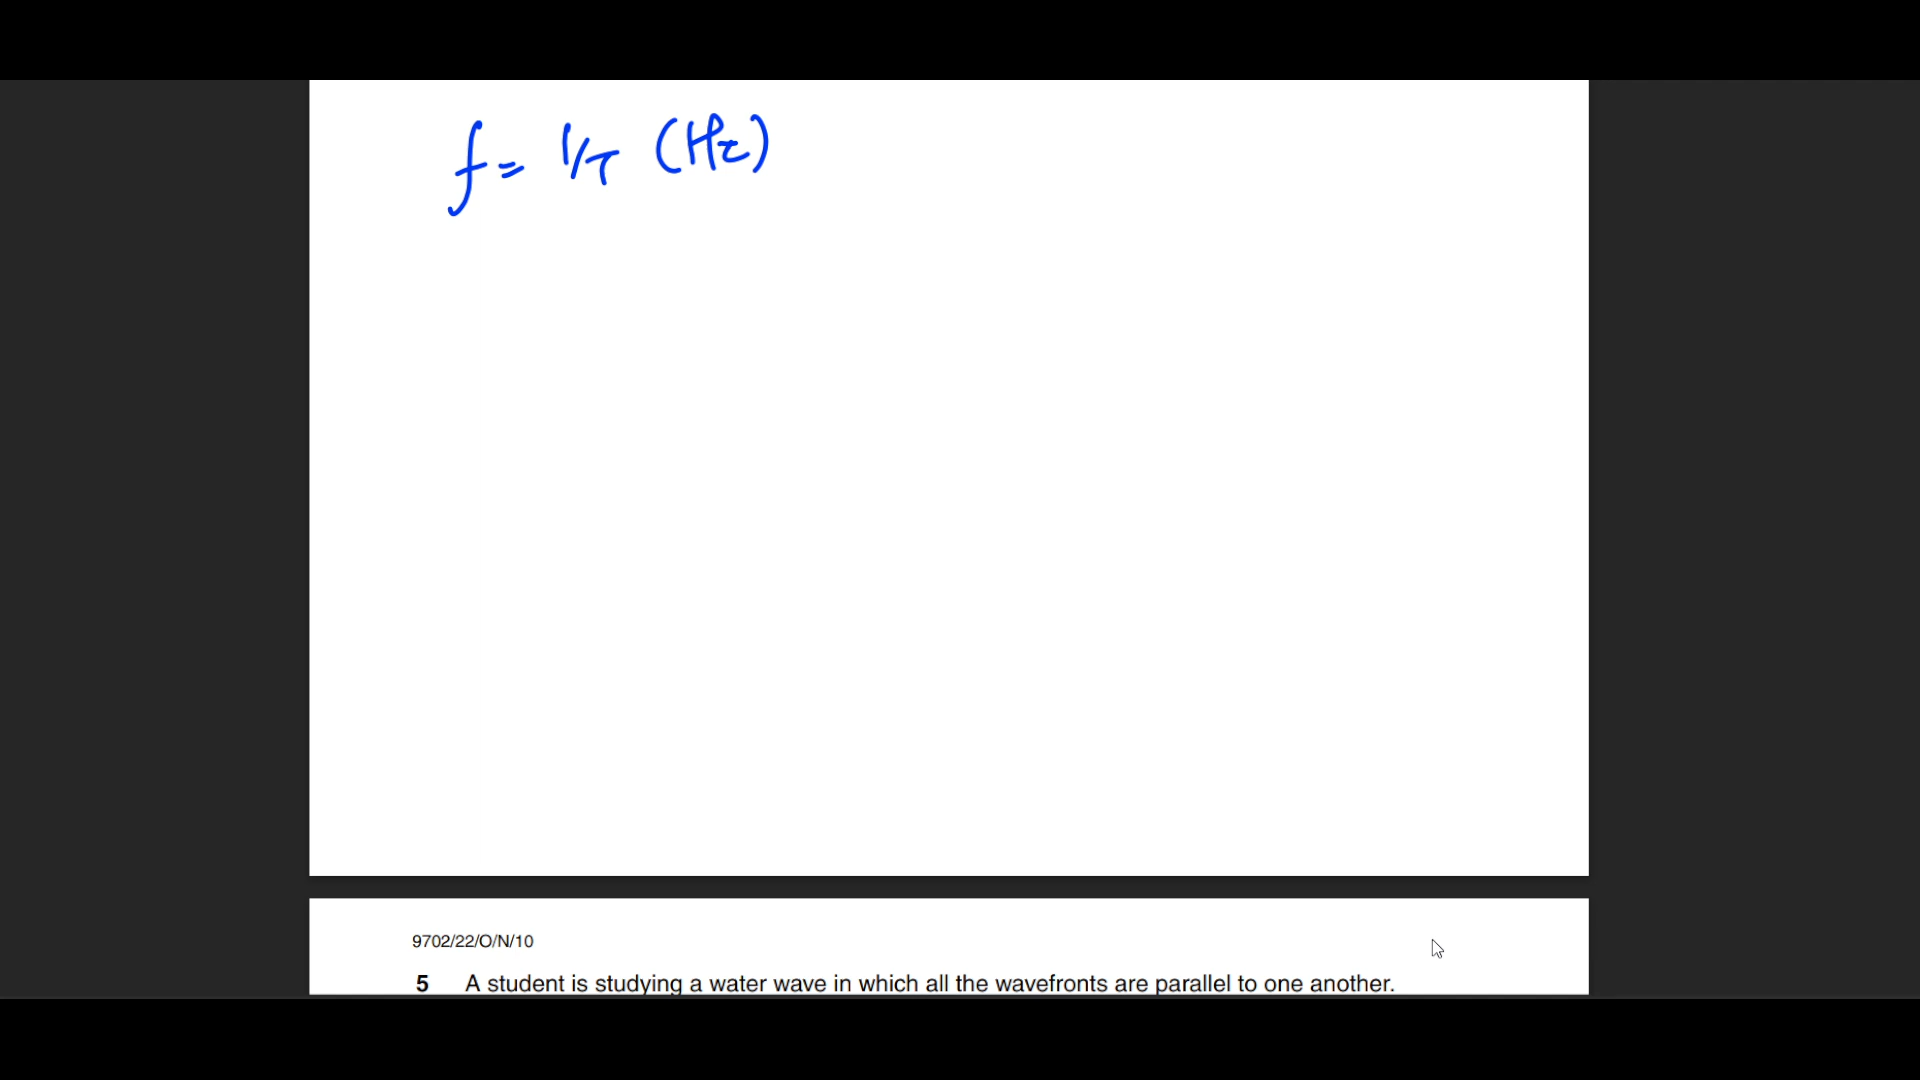 f = 1/T (Hz)
9702/22/O/N/10
5 A student is studying a water wave in which all the wavefronts are parallel to one another.